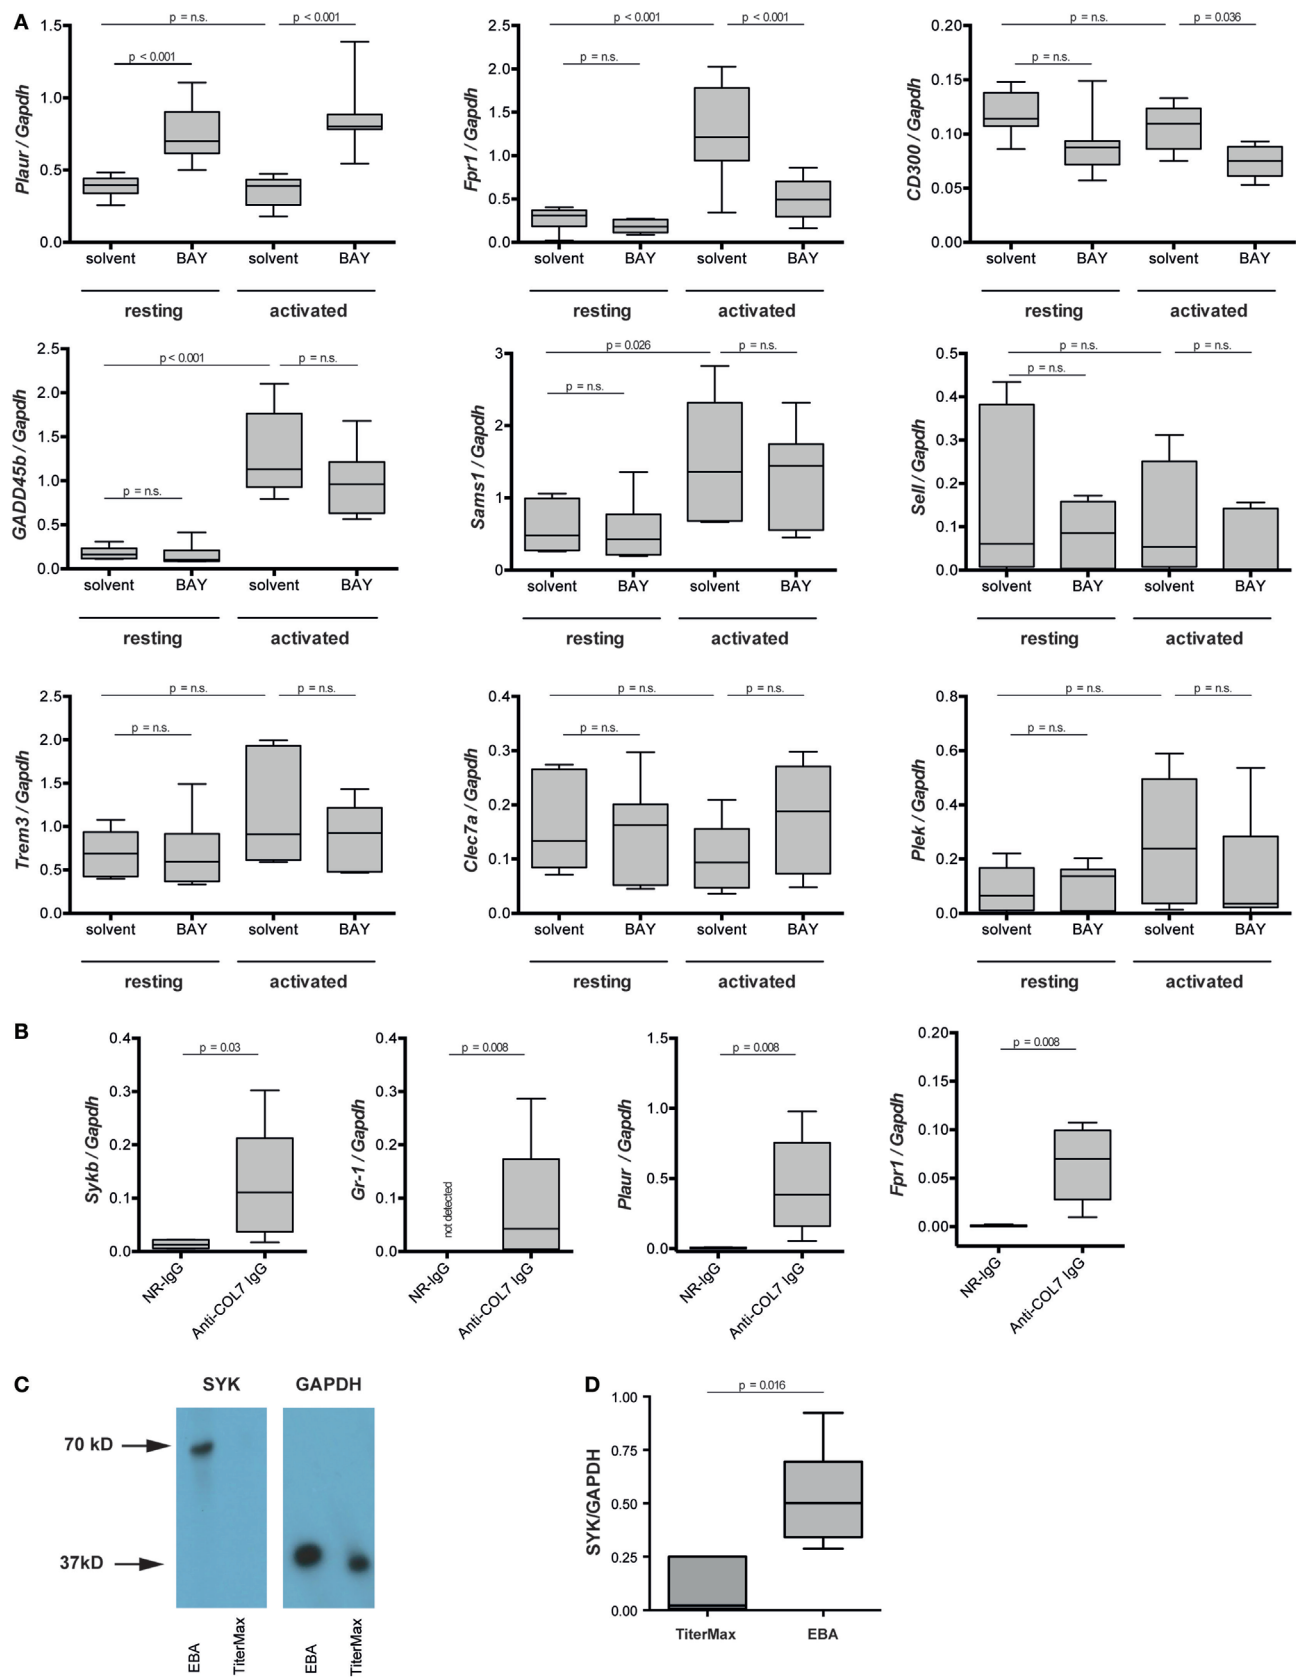 A
Plaur / Gapdh
1.5
1.0
0.5
0.0
p = n.s.
p < 0.001
p < 0.001
solvent BAY solvent BAY
resting activated
Fpr1 / Gapdh
2.5
2.0
1.5
1.0
0.5
0.0
p < 0.001
p < 0.001
p = n.s.
solvent BAY solvent BAY
resting activated
CD300 / Gapdh
0.20
0.15
0.10
0.05
0.00
p = n.s.
p = 0.036
p = n.s.
solvent BAY solvent BAY
resting activated
GADD45b / Gapdh
2.5
2.0
1.5
1.0
0.5
0.0
p < 0.001
p = n.s.
p = n.s.
solvent BAY solvent BAY
resting activated
Sams1 / Gapdh
3
2
1
0
p = 0.026
p = n.s.
p = n.s.
solvent BAY solvent BAY
resting activated
Sell / Gapdh
0.5
0.4
0.3
0.2
0.1
0.0
p = n.s.
p = n.s.
p = n.s.
solvent BAY solvent BAY
resting activated
Trem3 / Gapdh
2.5
2.0
1.5
1.0
0.5
0.0
p = n.s.
p = n.s.
p = n.s.
solvent BAY solvent BAY
resting activated
Clec7a / Gapdh
0.4
0.3
0.2
0.1
0.0
p = n.s.
p = n.s.
p = n.s.
solvent BAY solvent BAY
resting activated
Plek / Gapdh
0.8
0.6
0.4
0.2
0.0
p = n.s.
p = n.s.
p = n.s.
solvent BAY solvent BAY
resting activated
B
Sykb / Gapdh
0.4
0.3
0.2
0.1
0.0
p = 0.03
NR-IgG
Anti-COL7 IgG
Gr-1 / Gapdh
0.4
0.3
0.2
0.1
0.0
p = 0.008
not detected
NR-IgG
Anti-COL7 IgG
Plaur / Gapdh
1.5
1.0
0.5
0.0
p = 0.008
NR-IgG
Anti-COL7 IgG
Fpr1 / Gapdh
0.20
0.15
0.10
0.05
0.00
p = 0.008
NR-IgG
Anti-COL7 IgG
C
SYK GAPDH
70 kD
37kD
EBA
TiterMax
EBA
TiterMax
D
SYK/GAPDH
1.00
0.75
0.50
0.25
0.00
p = 0.016
TiterMax EBA